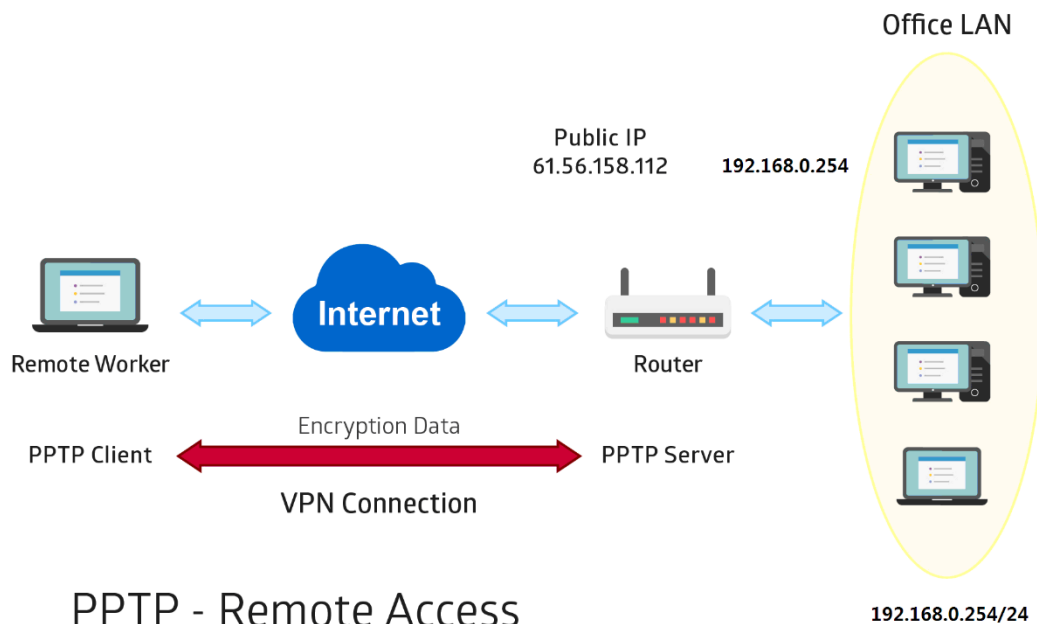 Office LAN
Public IP
61.56.158.112
192.168.0.254
Internet
Remote Worker
Router
Encryption Data
PPTP Client
PPTP Server
VPN Connection
PPTP - Remote Access
192.168.0.254/24